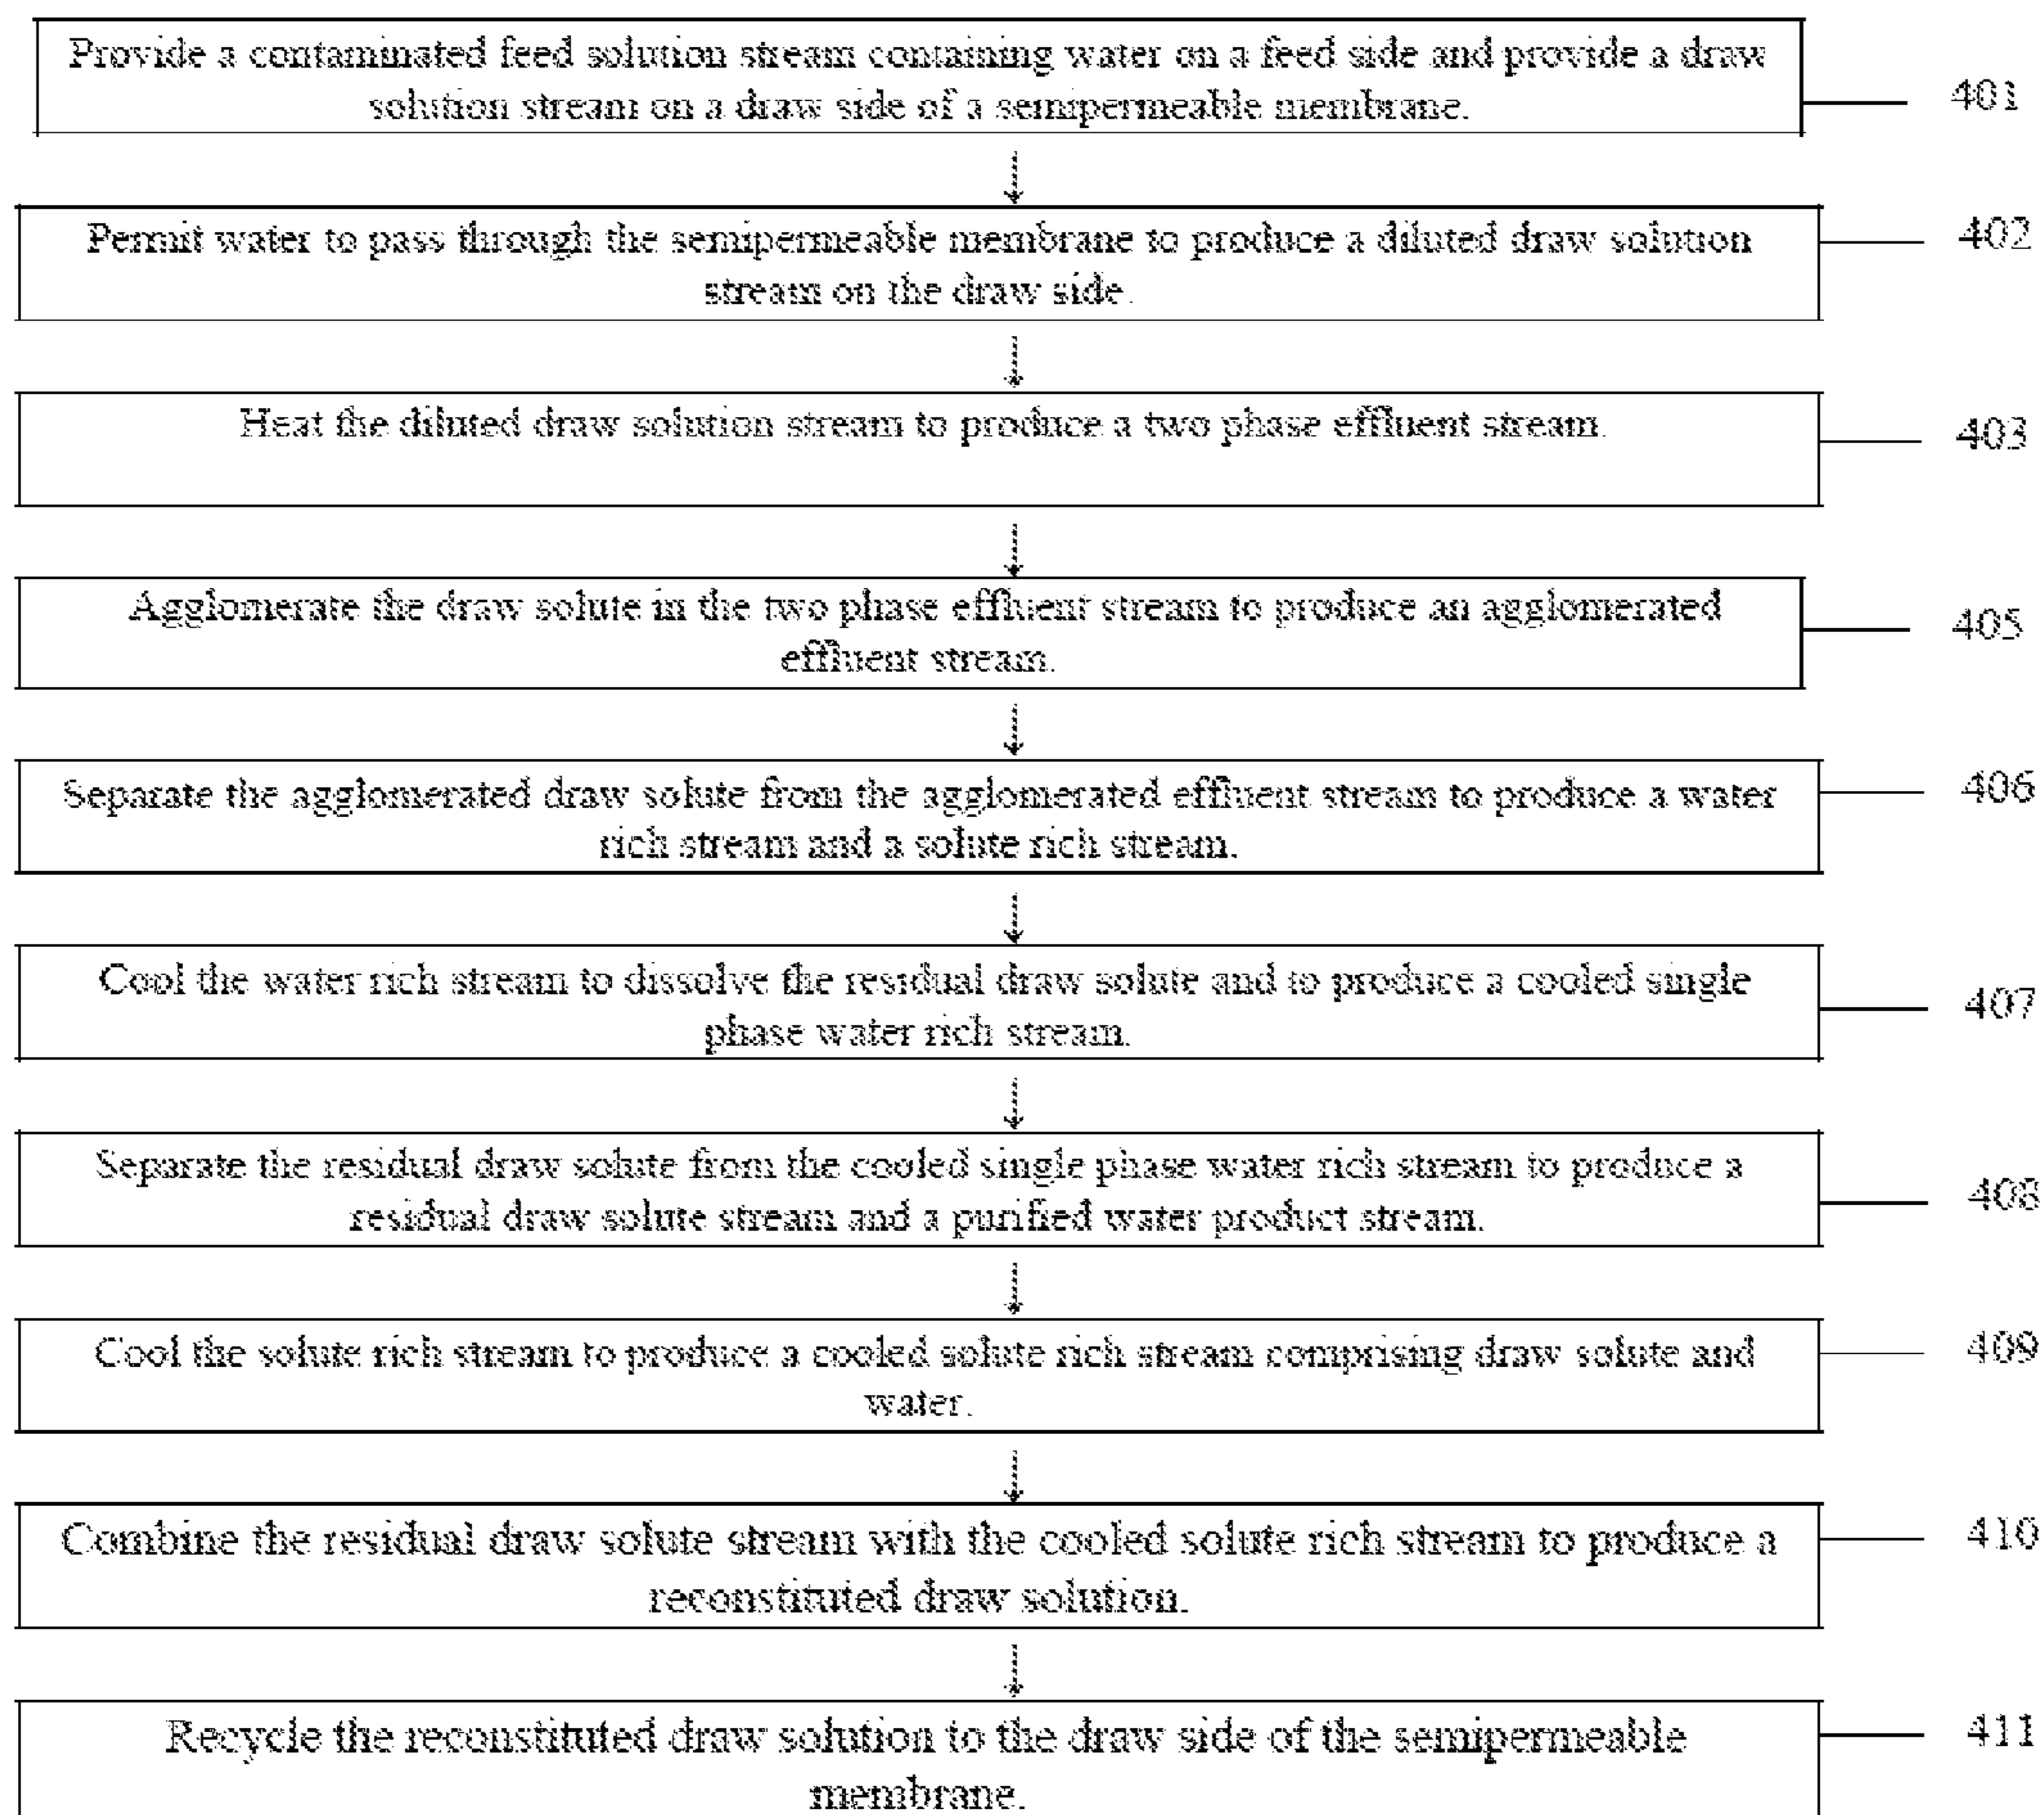 Provide a contaminated feed solution stream containing water on a feed side and provide a draw
solution stream on a draw side of a semipermeable membrane.
401
Permit water to pass through the semipermeable membrane to produce a diluted draw solution
stream on the draw side.
402
Heat the diluted draw solution stream to produce a two phase effluent stream.
403
Agglomerate the draw solute in the two phase effluent stream to produce an agglomerated
effluent stream.
405
Separate the agglomerated draw solute from the agglomerated effluent stream to produce a water
rich stream and a solute rich stream.
406
Cool the water rich stream to dissolve the residual draw solute and to produce a cooled single
phase water rich stream.
407
Separate the residual draw solute from the cooled single phase water rich stream to produce a
residual draw solute stream and a purified water product stream.
408
Cool the solute rich stream to produce a cooled solute rich stream comprising draw solute and
water.
409
Combine the residual draw solute stream with the cooled solute rich stream to produce a
reconstituted draw solution.
410
Recycle the reconstituted draw solution to the draw side of the semipermeable
membrane.
411